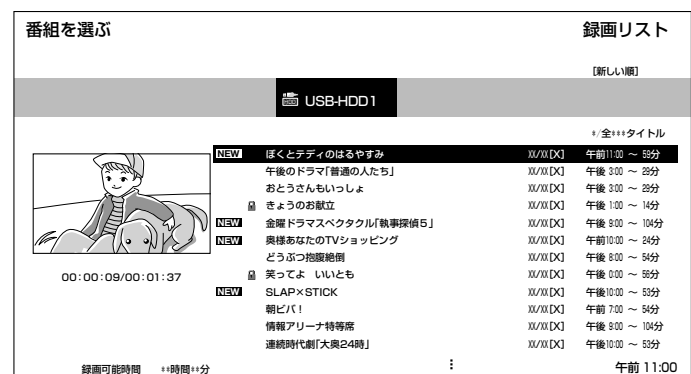 番組を選ぶ 録画リスト
[新しい順]
HDD USB-HDD1
*/全***タイトル
NEW ぼくとテディのはるやすみ XX/XX[X] 午前11:00 ～ 59分
午後のドラマ「普通の人たち」 XX/XX[X] 午後 3:00 ～ 29分
おとうさんもいっしょ XX/XX[X] 午後 3:00 ～ 29分
きょうのお献立 XX/XX[X] 午後 1:00 ～ 14分
NEW 金曜ドラマスペクタクル「執事探偵5」 XX/XX[X] 午後 9:00 ～ 104分
NEW 奥様あなたのTVショッピング XX/XX[X] 午前10:00 ～ 24分
どうぶつ抱腹絶倒 XX/XX[X] 午後 8:00 ～ 54分
00:00:09/00:01:37
笑ってよ いいとも XX/XX[X] 午後 0:00 ～ 56分
NEW SLAP×STICK XX/XX[X] 午後10:00 ～ 53分
朝ビバ! XX/XX[X] 午前 7:00 ～ 54分
情報アリーナ特等席 XX/XX[X] 午後 9:00 ～ 104分
連続時代劇「大奥24時」 XX/XX[X] 午後10:00 ～ 53分
録画可能時間 **時間**分 ⋮ 午前 11:00